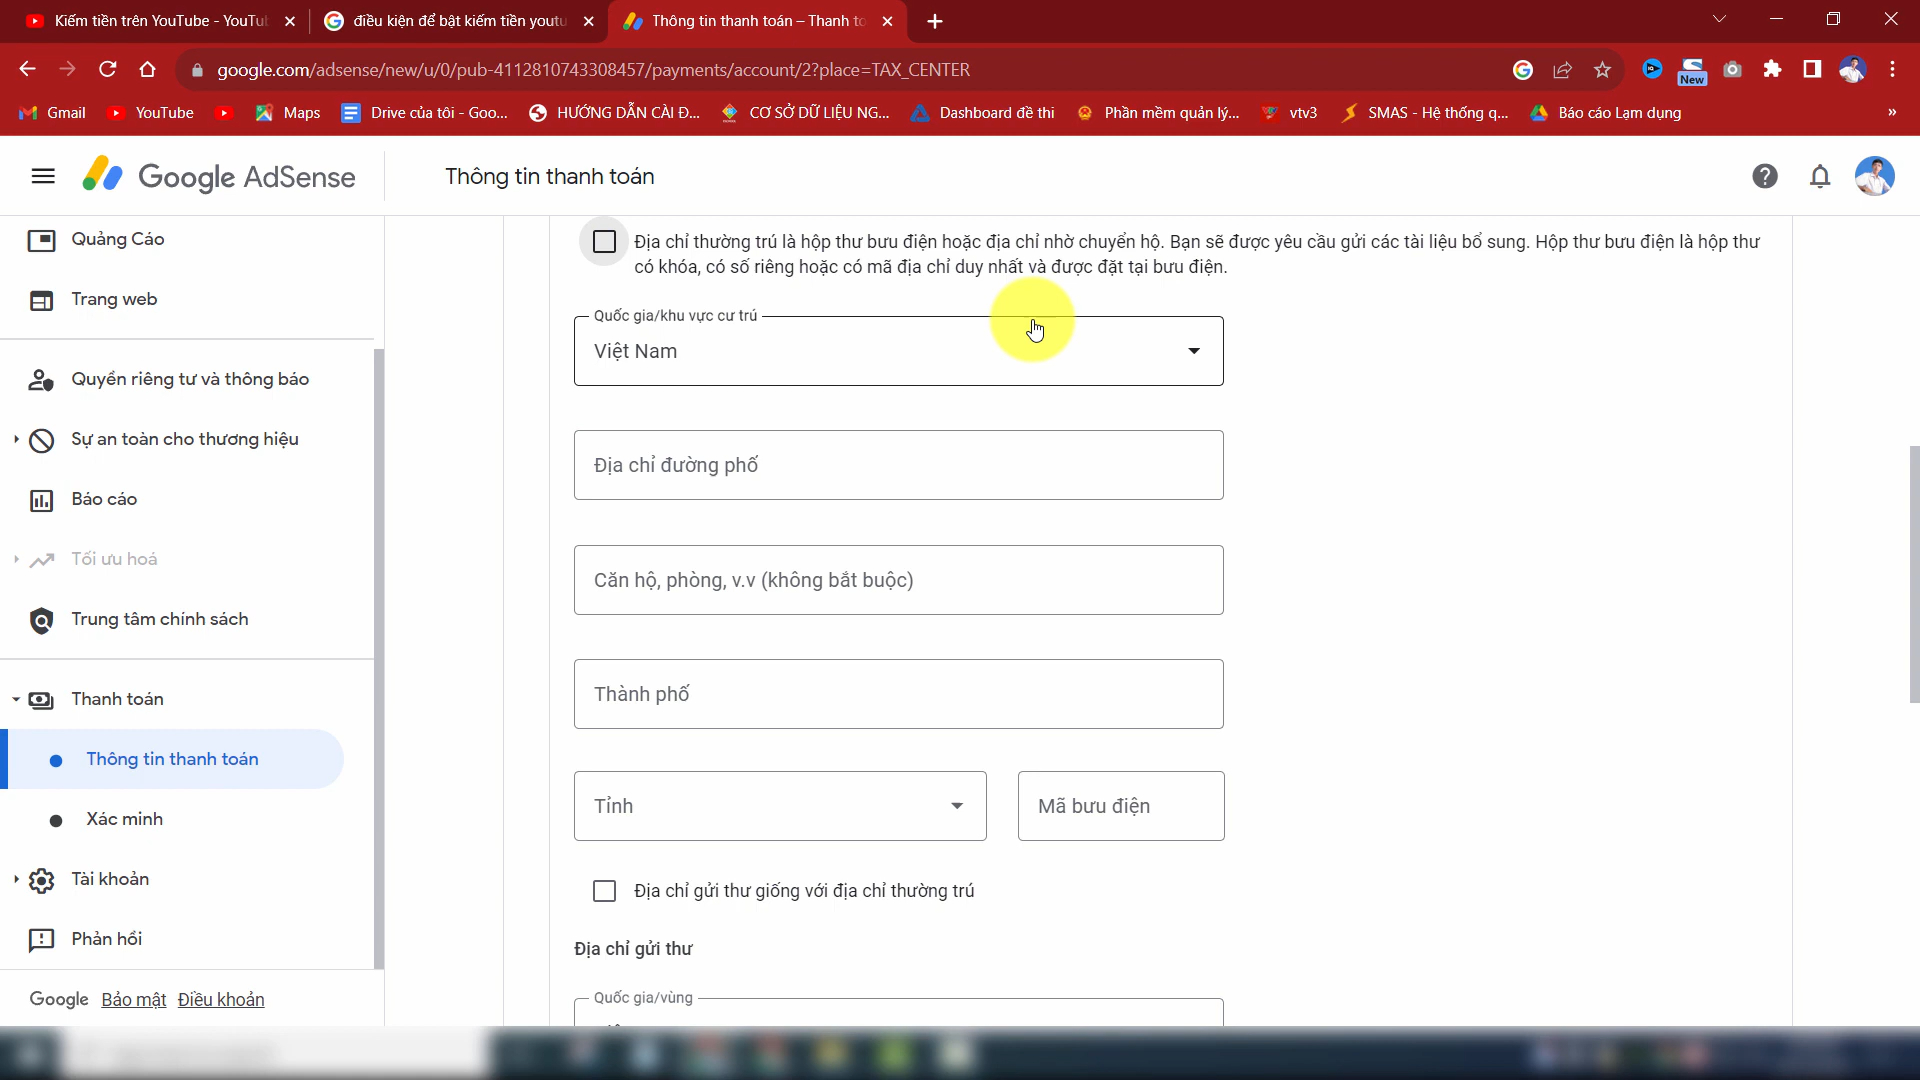 Kiếm tiền trên YouTube - YouTu
điều kiện để bật kiếm tiền youtu
Thông tin thanh toán – Thanh to
google.com/adsense/new/u/0/pub-4112810743308457/payments/account/2?place=TAX_CENTER
New
Gmail
YouTube
Maps
Drive của tôi - Goo...
HƯỚNG DẪN CÀI Đ...
CƠ SỞ DỮ LIỆU NG...
Dashboard đề thi
Phần mềm quản lý...
vtv3
SMAS - Hệ thống q...
Báo cáo Lạm dụng
»
Google AdSense
Thông tin thanh toán
Quảng Cáo
Trang web
Quyền riêng tư và thông báo
Sự an toàn cho thương hiệu
Báo cáo
Tối ưu hoá
Trung tâm chính sách
Thanh toán
Thông tin thanh toán
Xác minh
Tài khoản
Phản hồi
Google Bảo mật Điều khoản
Địa chỉ thường trú là hộp thư bưu điện hoặc địa chỉ nhờ chuyển hộ. Bạn sẽ được yêu cầu gửi các tài liệu bổ sung. Hộp thư bưu điện là hộp thư
có khóa, có số riêng hoặc có mã địa chỉ duy nhất và được đặt tại bưu điện.
Quốc gia/khu vực cư trú
Việt Nam
Địa chỉ đường phố
Căn hộ, phòng, v.v (không bắt buộc)
Thành phố
Tỉnh
Mã bưu điện
Địa chỉ gửi thư giống với địa chỉ thường trú
Địa chỉ gửi thư
Quốc gia/vùng